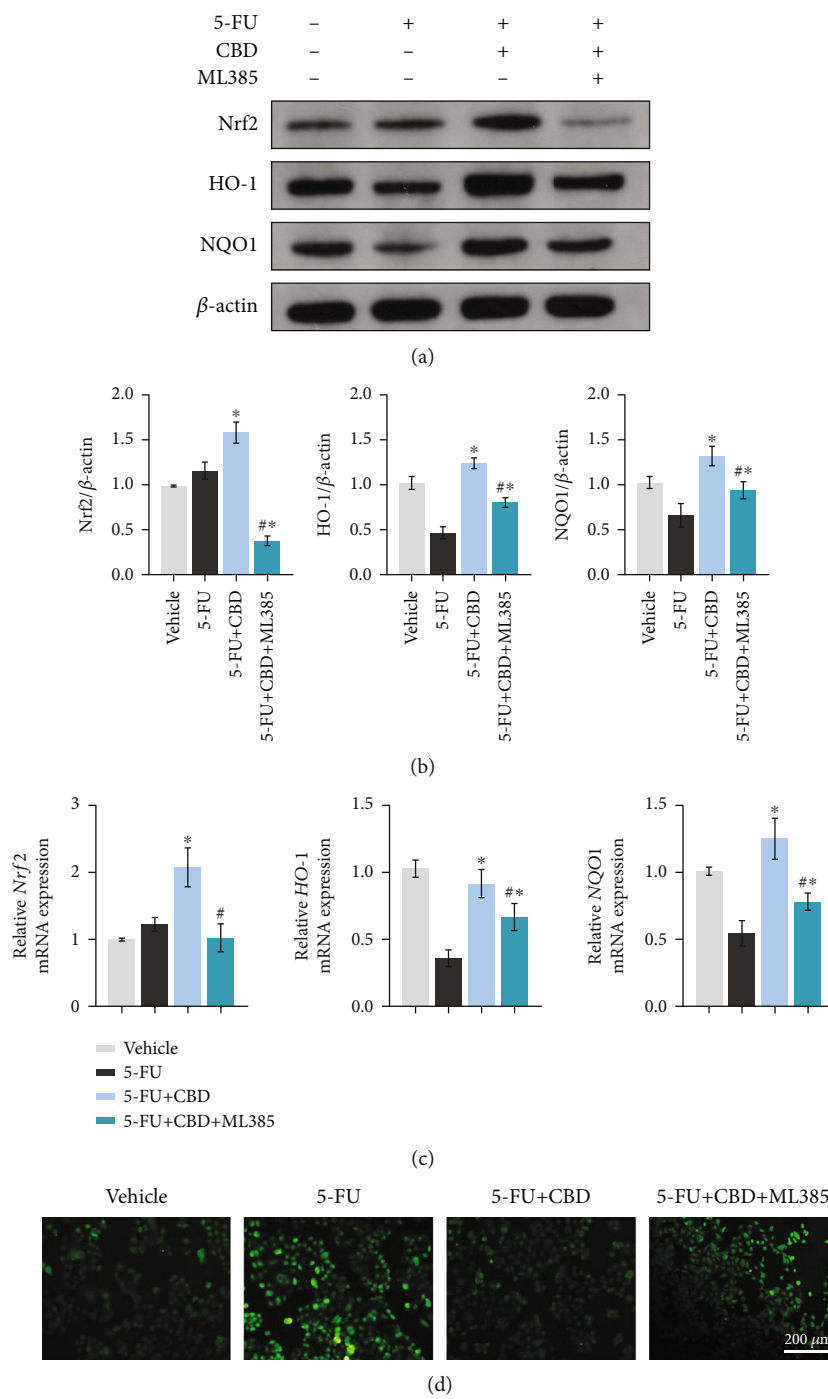 5-FU – + + +
CBD – – + +
ML385 – – – +
Nrf2
HO-1
NQO1
β-actin
(a)
2.0
1.5
1.0
0.5
0.0
Nrf2/β-actin
*
#*
Vehicle
5-FU
5-FU+CBD
5-FU+CBD+ML385
2.0
1.5
1.0
0.5
0.0
HO-1/β-actin
*
#*
Vehicle
5-FU
5-FU+CBD
5-FU+CBD+ML385
2.0
1.5
1.0
0.5
0.0
NQO1/β-actin
*
#*
Vehicle
5-FU
5-FU+CBD
5-FU+CBD+ML385
(b)
3
2
1
0
Relative Nrf2
mRNA expression
*
#
1.5
1.0
0.5
0.0
Relative HO-1
mRNA expression
*
#*
1.5
1.0
0.5
0.0
Relative NQO1
mRNA expression
*
#*
Vehicle
5-FU
5-FU+CBD
5-FU+CBD+ML385
(c)
Vehicle 5-FU 5-FU+CBD 5-FU+CBD+ML385
200 μm
(d)